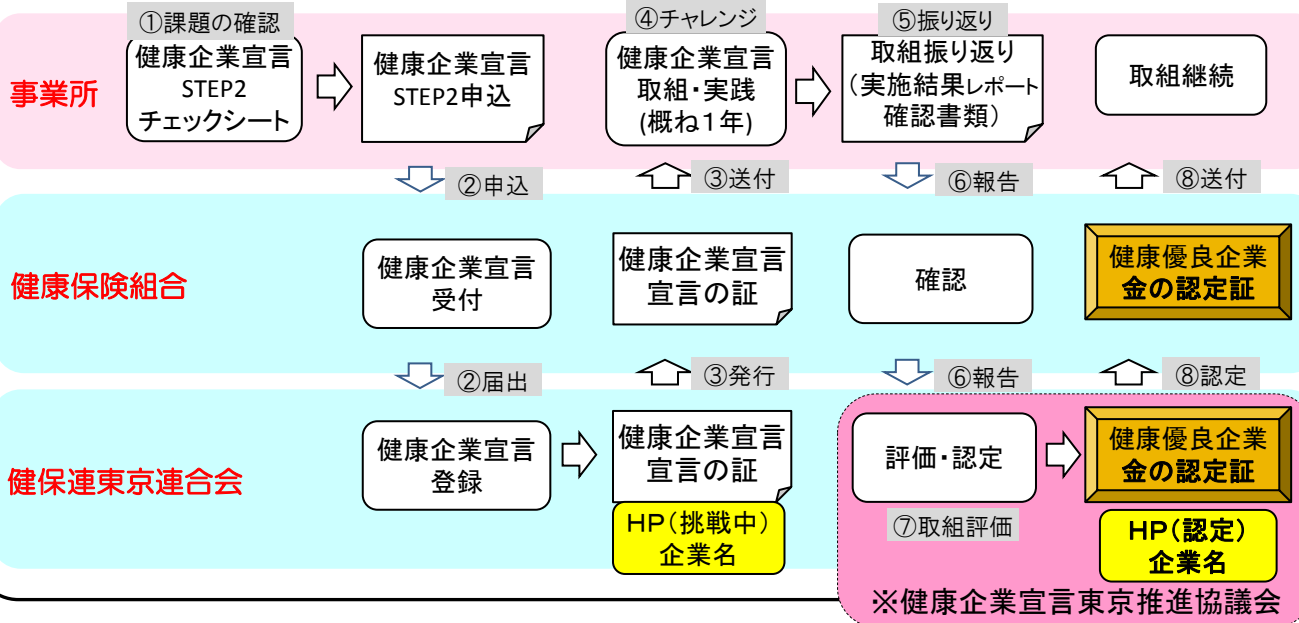 ①課題の確認
健康企業宣言
STEP2
チェックシート
健康企業宣言
STEP2申込
④チャレンジ
健康企業宣言
取組・実践
(概ね１年)
⑤振り返り
取組振り返り
(実施結果レポート
確認書類)
取組継続
事業所
②申込
③送付
⑥報告
⑧送付
健康保険組合
健康企業宣言
受付
健康企業宣言
宣言の証
確認
健康優良企業
金の認定証
②届出
③発行
⑥報告
⑧認定
健保連東京連合会
健康企業宣言
登録
健康企業宣言
宣言の証
ＨＰ(挑戦中)
企業名
評価・認定
⑦取組評価
健康優良企業
金の認定証
HP(認定)
企業名
※健康企業宣言東京推進協議会